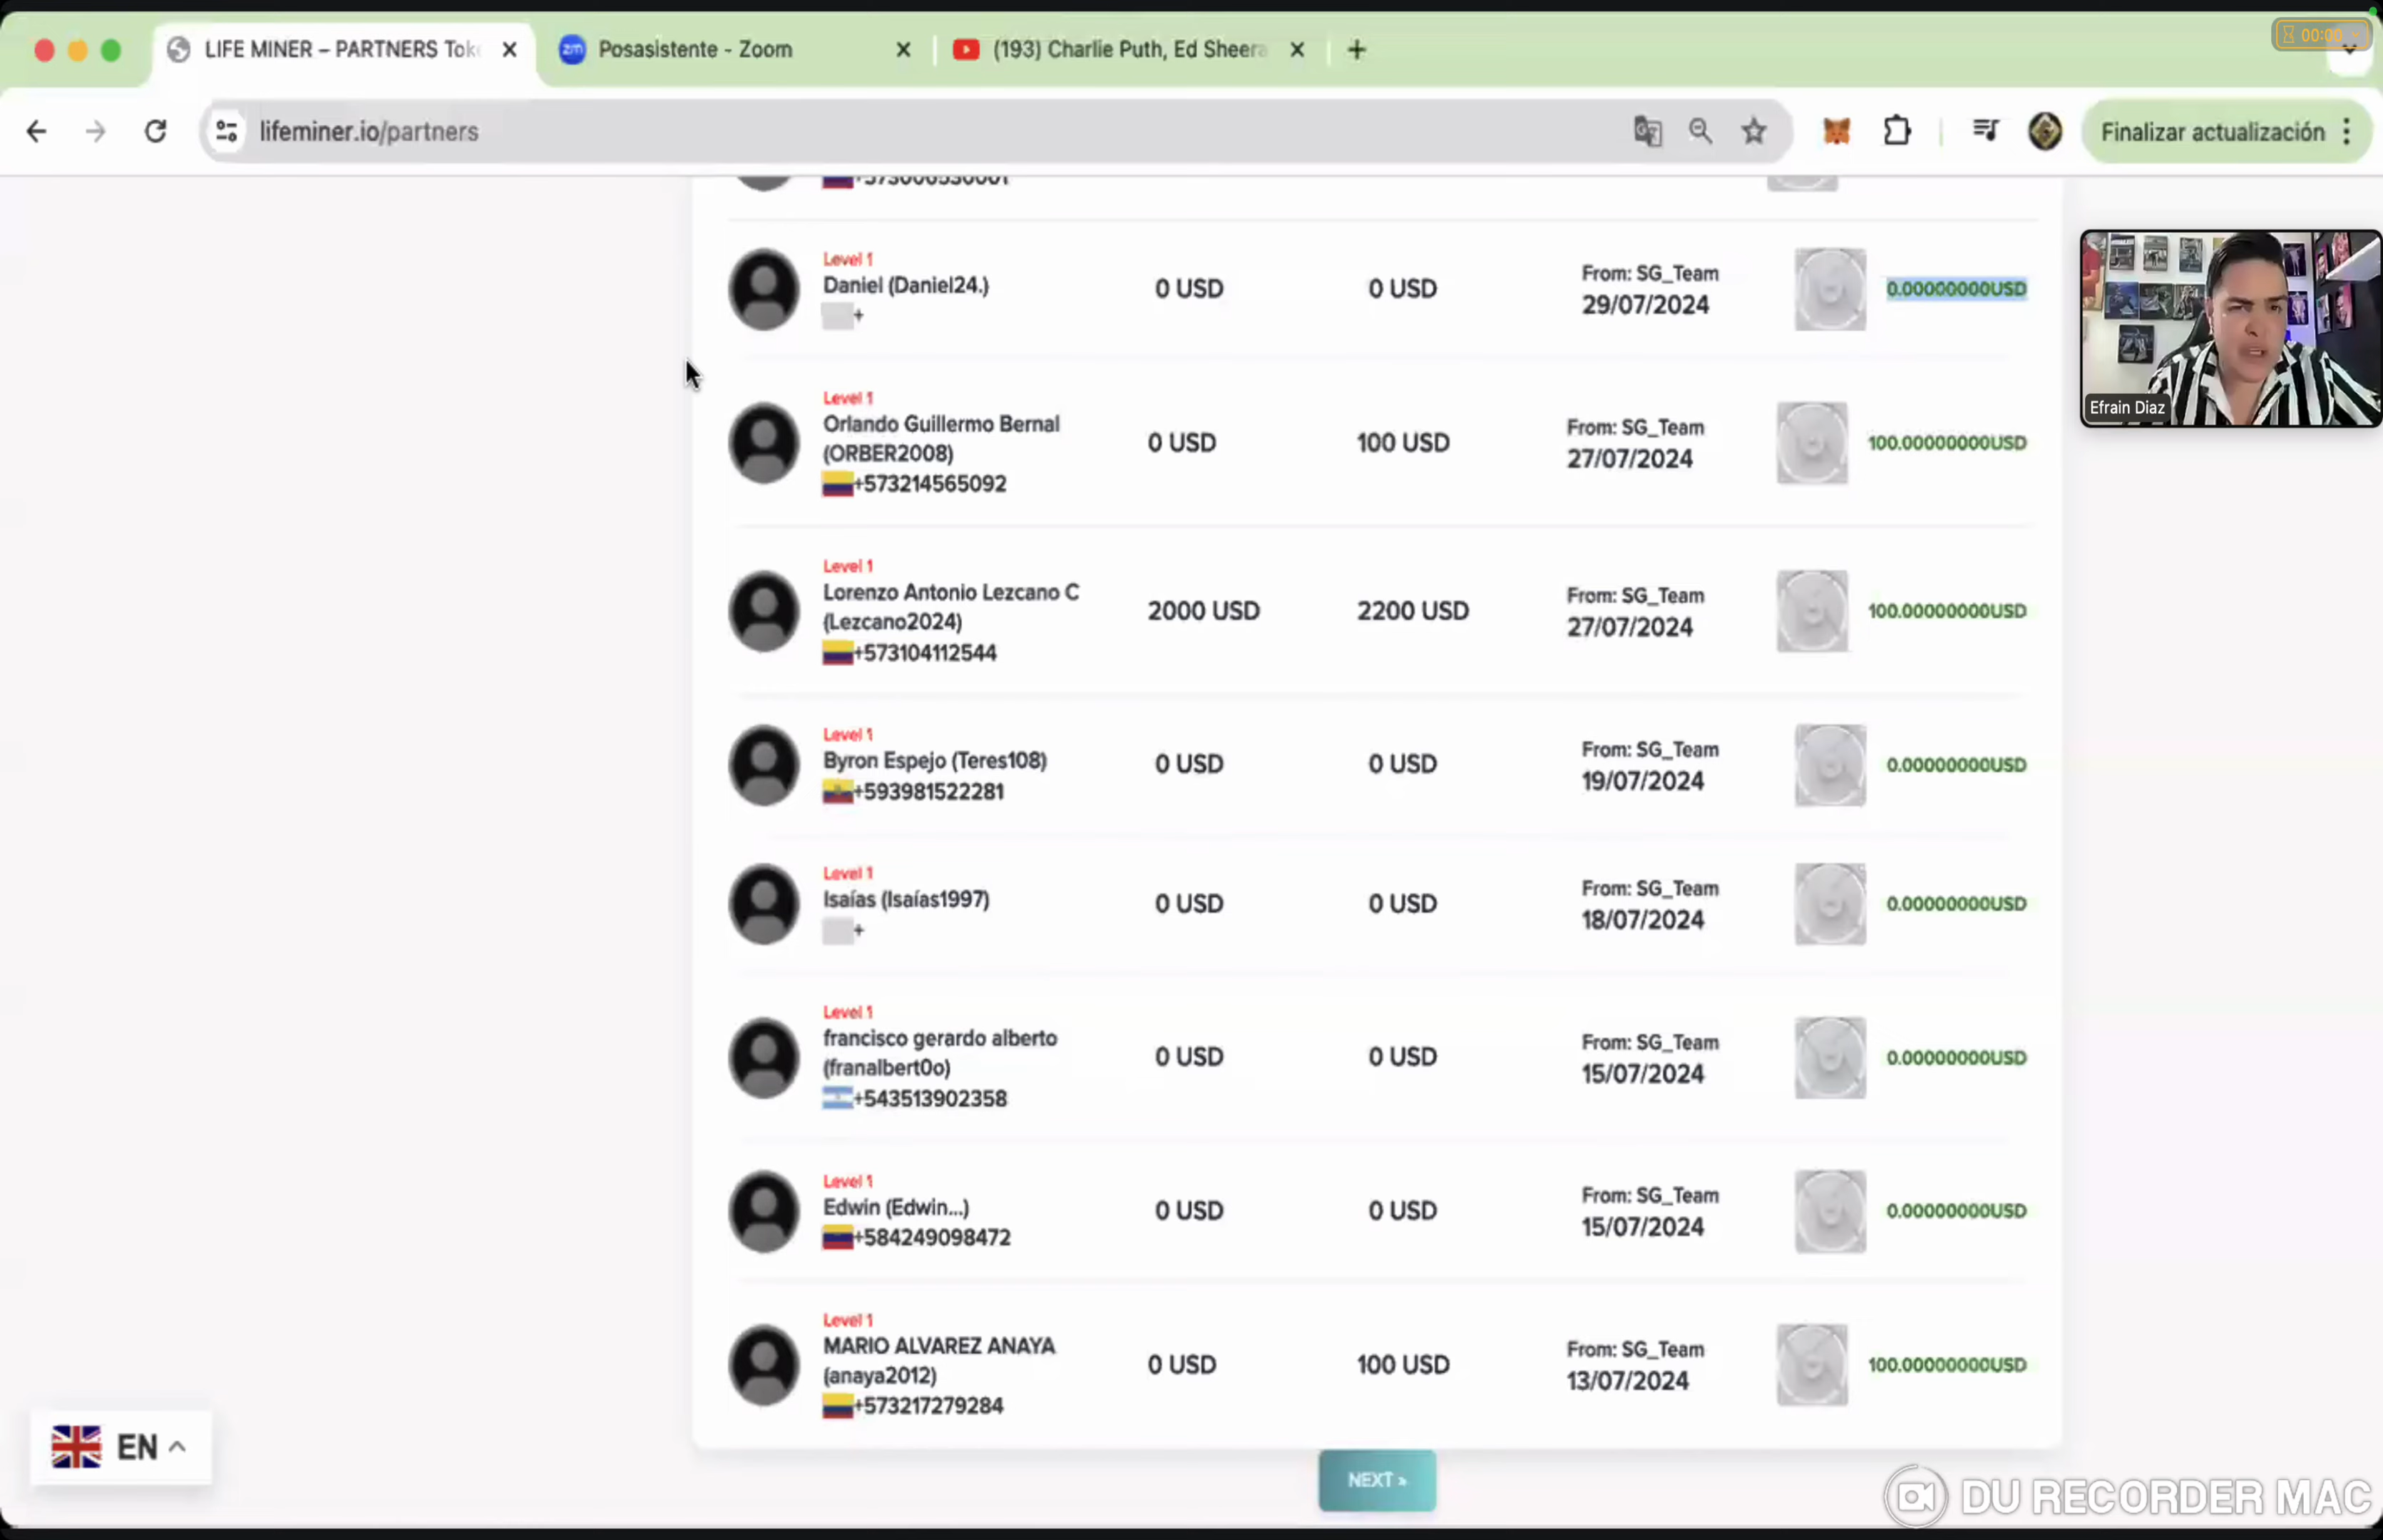 LIFE MINER – PARTNERS Toke
Posasistente - Zoom
(193) Charlie Puth, Ed Sheera
00:00
lifeminer.io/partners
Finalizar actualización
+573006530001
Level 1
Daniel (Daniel24.)
+
0 USD
0 USD
From: SG_Team
29/07/2024
0.00000000USD
Efrain Diaz
Level 1
Orlando Guillermo Bernal
(ORBER2008)
+573214565092
0 USD
100 USD
From: SG_Team
27/07/2024
100.00000000USD
Level 1
Lorenzo Antonio Lezcano C
(Lezcano2024)
+573104112544
2000 USD
2200 USD
From: SG_Team
27/07/2024
100.00000000USD
Level 1
Byron Espejo (Teres108)
+593981522281
0 USD
0 USD
From: SG_Team
19/07/2024
0.00000000USD
Level 1
Isaías (Isaías1997)
+
0 USD
0 USD
From: SG_Team
18/07/2024
0.00000000USD
Level 1
francisco gerardo alberto
(franalbert0o)
+543513902358
0 USD
0 USD
From: SG_Team
15/07/2024
0.00000000USD
Level 1
Edwin (Edwin...)
+584249098472
0 USD
0 USD
From: SG_Team
15/07/2024
0.00000000USD
Level 1
MARIO ALVAREZ ANAYA
(anaya2012)
+573217279284
0 USD
100 USD
From: SG_Team
13/07/2024
100.00000000USD
EN
NEXT »
DU RECORDER MAC